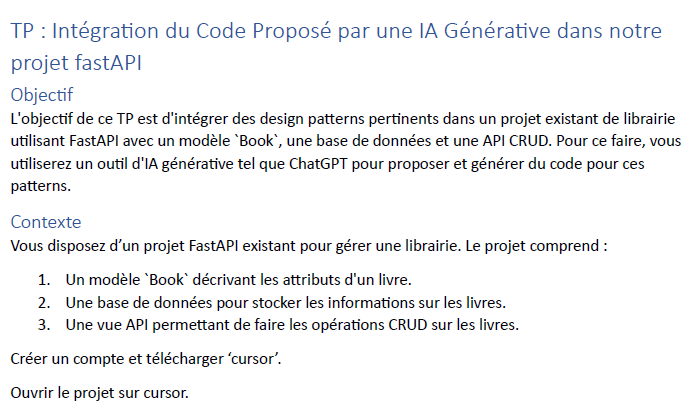 TP : Intégration du Code Proposé par une IA Générative dans notre
projet fastAPI
Objectif
L'objectif de ce TP est d'intégrer des design patterns pertinents dans un projet existant de librairie
utilisant FastAPI avec un modèle `Book`, une base de données et une API CRUD. Pour ce faire, vous
utiliserez un outil d'IA générative tel que ChatGPT pour proposer et générer du code pour ces
patterns.
Contexte
Vous disposez d’un projet FastAPI existant pour gérer une librairie. Le projet comprend :
1. Un modèle `Book` décrivant les attributs d'un livre.
2. Une base de données pour stocker les informations sur les livres.
3. Une vue API permettant de faire les opérations CRUD sur les livres.
Créer un compte et télécharger ‘cursor’.
Ouvrir le projet sur cursor.